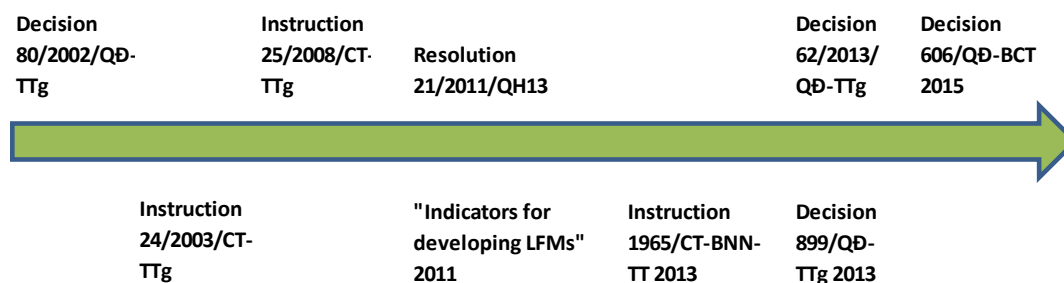 Decision
80/2002/QĐ-
TTg
Instruction
25/2008/CT-
TTg
Resolution
21/2011/QH13
Decision
62/2013/
QĐ-TTg
Decision
606/QĐ-BCT
2015
Instruction
24/2003/CT-
TTg
"Indicators for
developing LFMs"
2011
Instruction
1965/CT-BNN-
TT 2013
Decision
899/QĐ-
TTg 2013